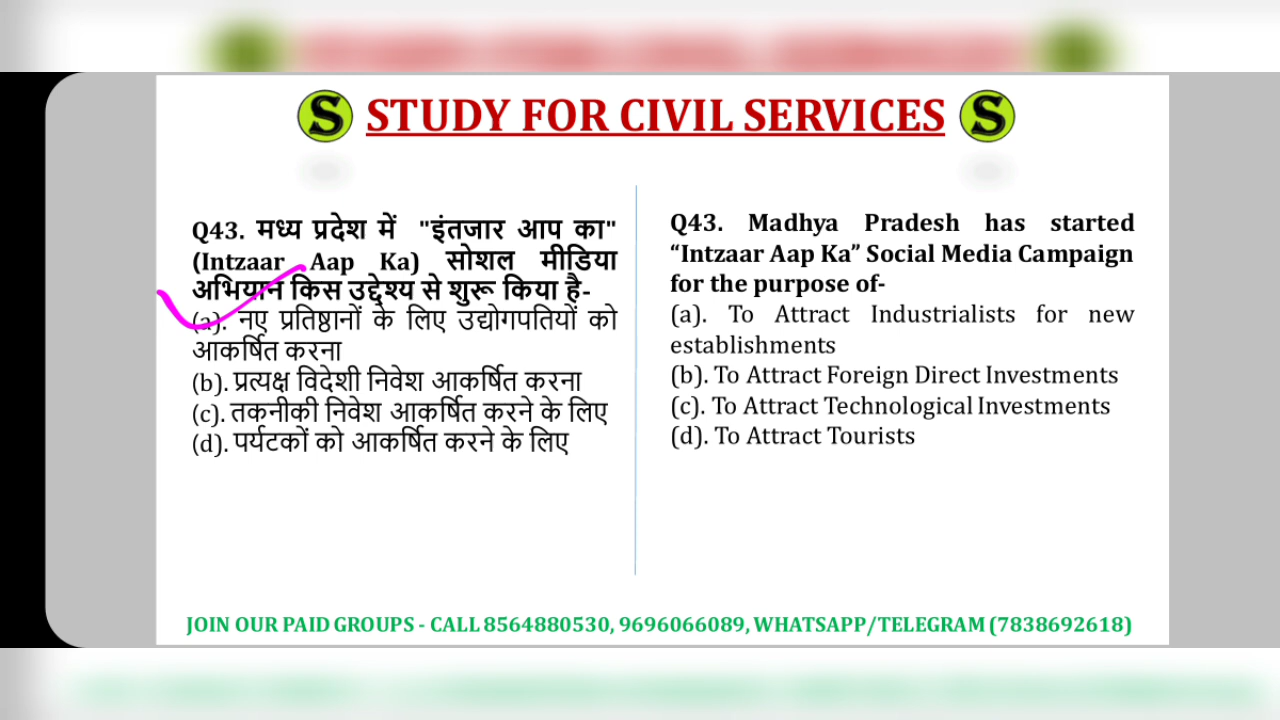 S STUDY FOR CIVIL SERVICES S
Q43. मध्य प्रदेश में "इंतजार आप का"
(Intzaar Aap Ka) सोशल मीडिया
अभियान किस उद्देश्य से शुरू किया है-
(a). नए प्रतिष्ठानों के लिए उद्योगपतियों को
आकर्षित करना
(b). प्रत्यक्ष विदेशी निवेश आकर्षित करना
(c). तकनीकी निवेश आकर्षित करने के लिए
(d). पर्यटकों को आकर्षित करने के लिए
Q43. Madhya Pradesh has started
“Intzaar Aap Ka” Social Media Campaign
for the purpose of-
(a). To Attract Industrialists for new
establishments
(b). To Attract Foreign Direct Investments
(c). To Attract Technological Investments
(d). To Attract Tourists
JOIN OUR PAID GROUPS - CALL 8564880530, 9696066089, WHATSAPP/TELEGRAM (7838692618)